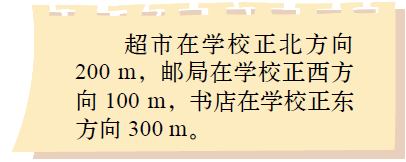 超市在学校正北方向
200 m，邮局在学校正西方
向 100 m，书店在学校正东
方向 300 m。